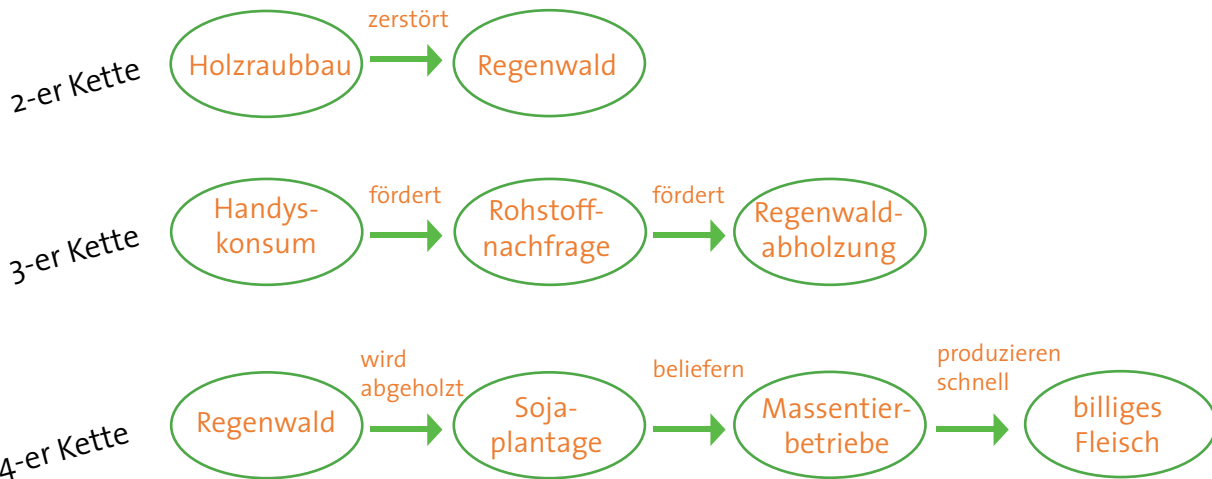 2-er Kette
zerstört
Holzraubbau
Regenwald
3-er Kette
Handys-
konsum
fördert
Rohstoff-
nachfrage
fördert
Regenwald-
abholzung
4-er Kette
Regenwald
wird
abgeholzt
Soja-
plantage
beliefern
Massentier-
betriebe
produzieren
schnell
billiges
Fleisch